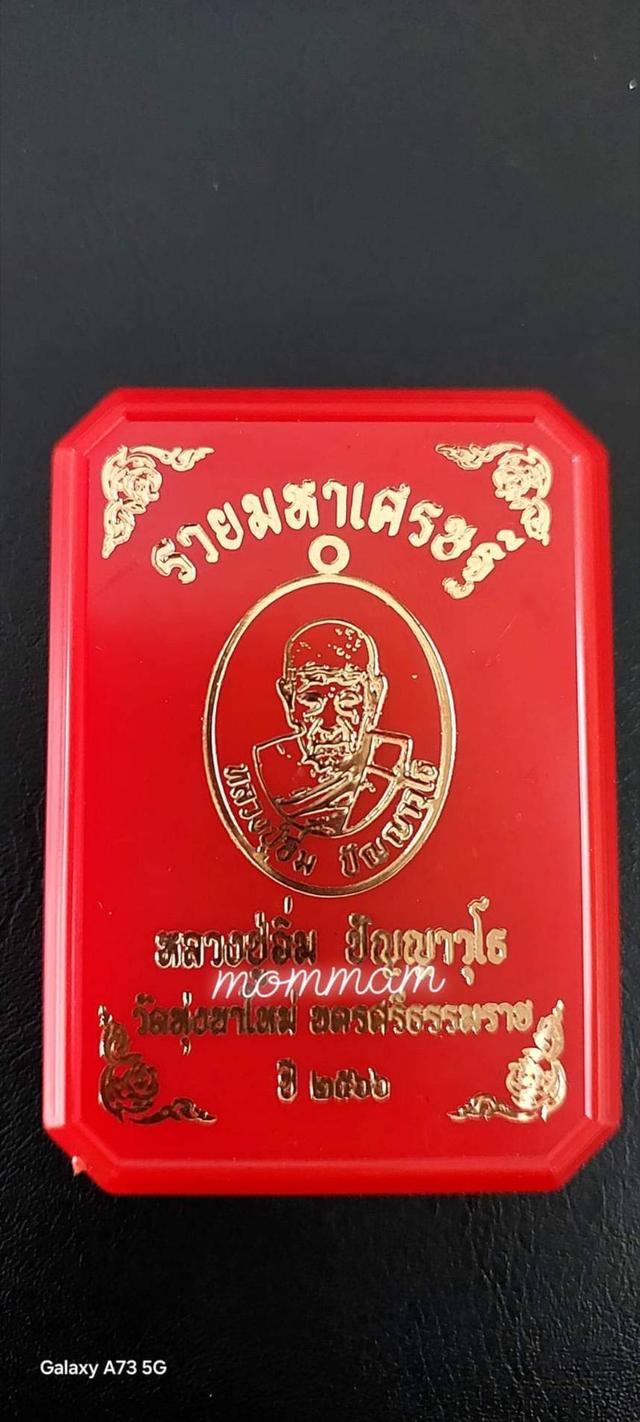 รวยมหาเศรษฐี
หลวงปู่อิ่ม ปัญญาวุโธ
หลวงปู่อิ่ม ปัญญาวุโธ
mommam
วัดทุ่งนาใหม่ นครศรีธรรมราช
ปี ๒๕๖๖
Galaxy A73 5G